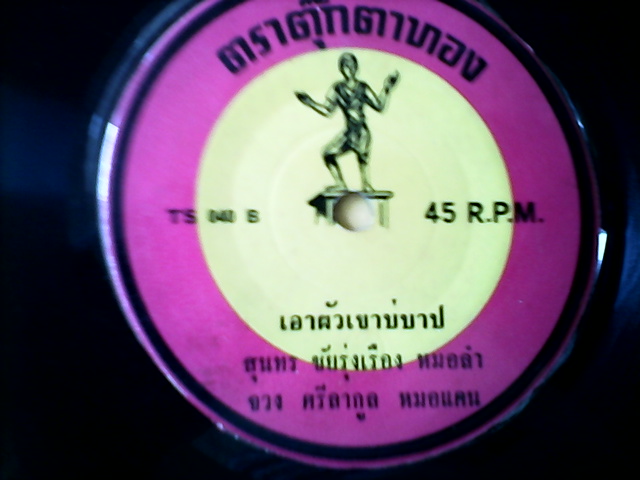 ตราตุ๊กตาทอง
TS 040 B
45 R.P.M.
เอาผัวเขาบ่บาป
สุนทร ชัยรุ่งเรือง หมอลำ
จวง ศรีลากูล หมอแคน